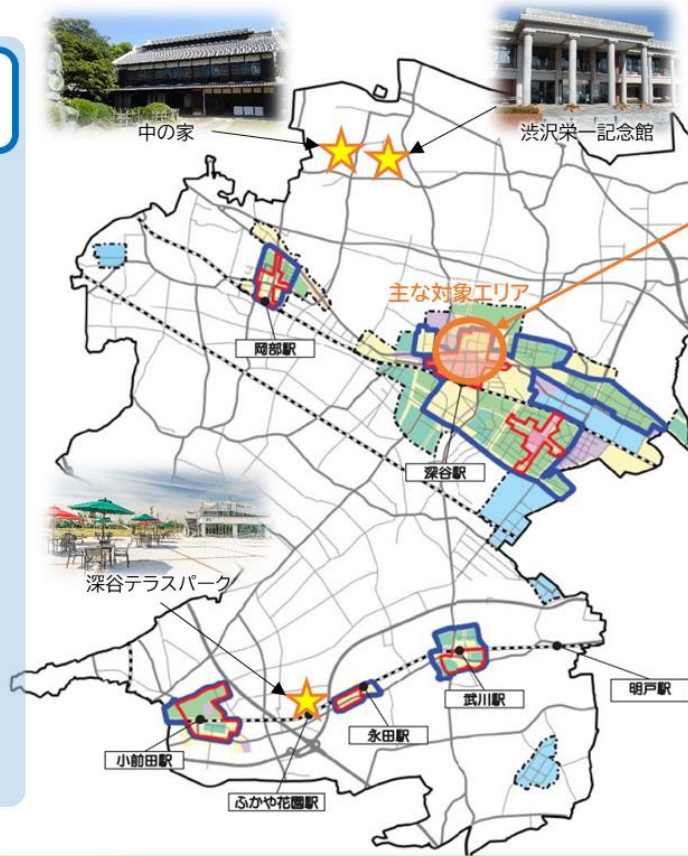 中の家
渋沢栄一記念館
主な対象エリア
岡部駅
深谷駅
深谷テラスパーク
武川駅
明戸駅
永田駅
小前田駅
ふかや花園駅